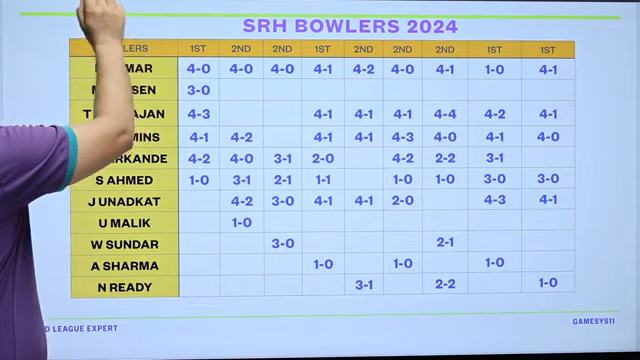 SRH BOWLERS 2024
LERS 1ST 2ND 2ND 1ST 2ND 2ND 2ND 1ST 1ST
MAR 4-0 4-0 4-0 4-1 4-2 4-0 4-1 1-0 4-1
SEN 3-0
T AJAN 4-3 4-1 4-1 4-1 4-4 4-2 4-1
MINS 4-1 4-2 4-1 4-1 4-3 4-0 4-1 4-0
RKANDE 4-2 4-0 3-1 2-0 4-2 2-2 3-1
S AHMED 1-0 3-1 2-1 1-1 1-0 1-0 3-0 3-0
J UNADKAT 4-2 3-0 4-1 4-1 2-0 4-3 4-1
U MALIK 1-0
W SUNDAR 3-0 2-1
A SHARMA 1-0 1-0 1-0
N READY 3-1 2-2 1-0
D LEAGUE EXPERT
GAMESYS11